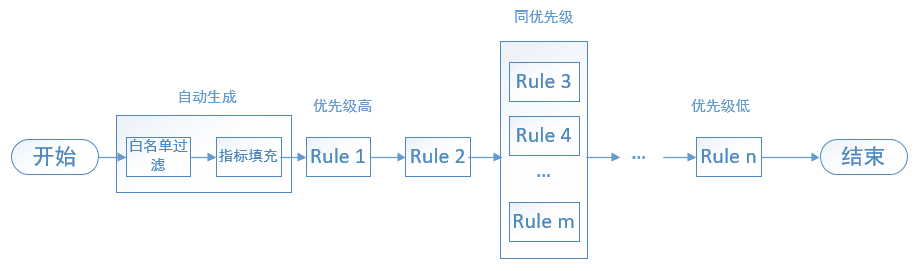 同优先级
自动生成
优先级高
优先级低
开始
白名单过
滤
指标填充
Rule 1
Rule 2
Rule 3
Rule 4
...
Rule m
...
Rule n
结束